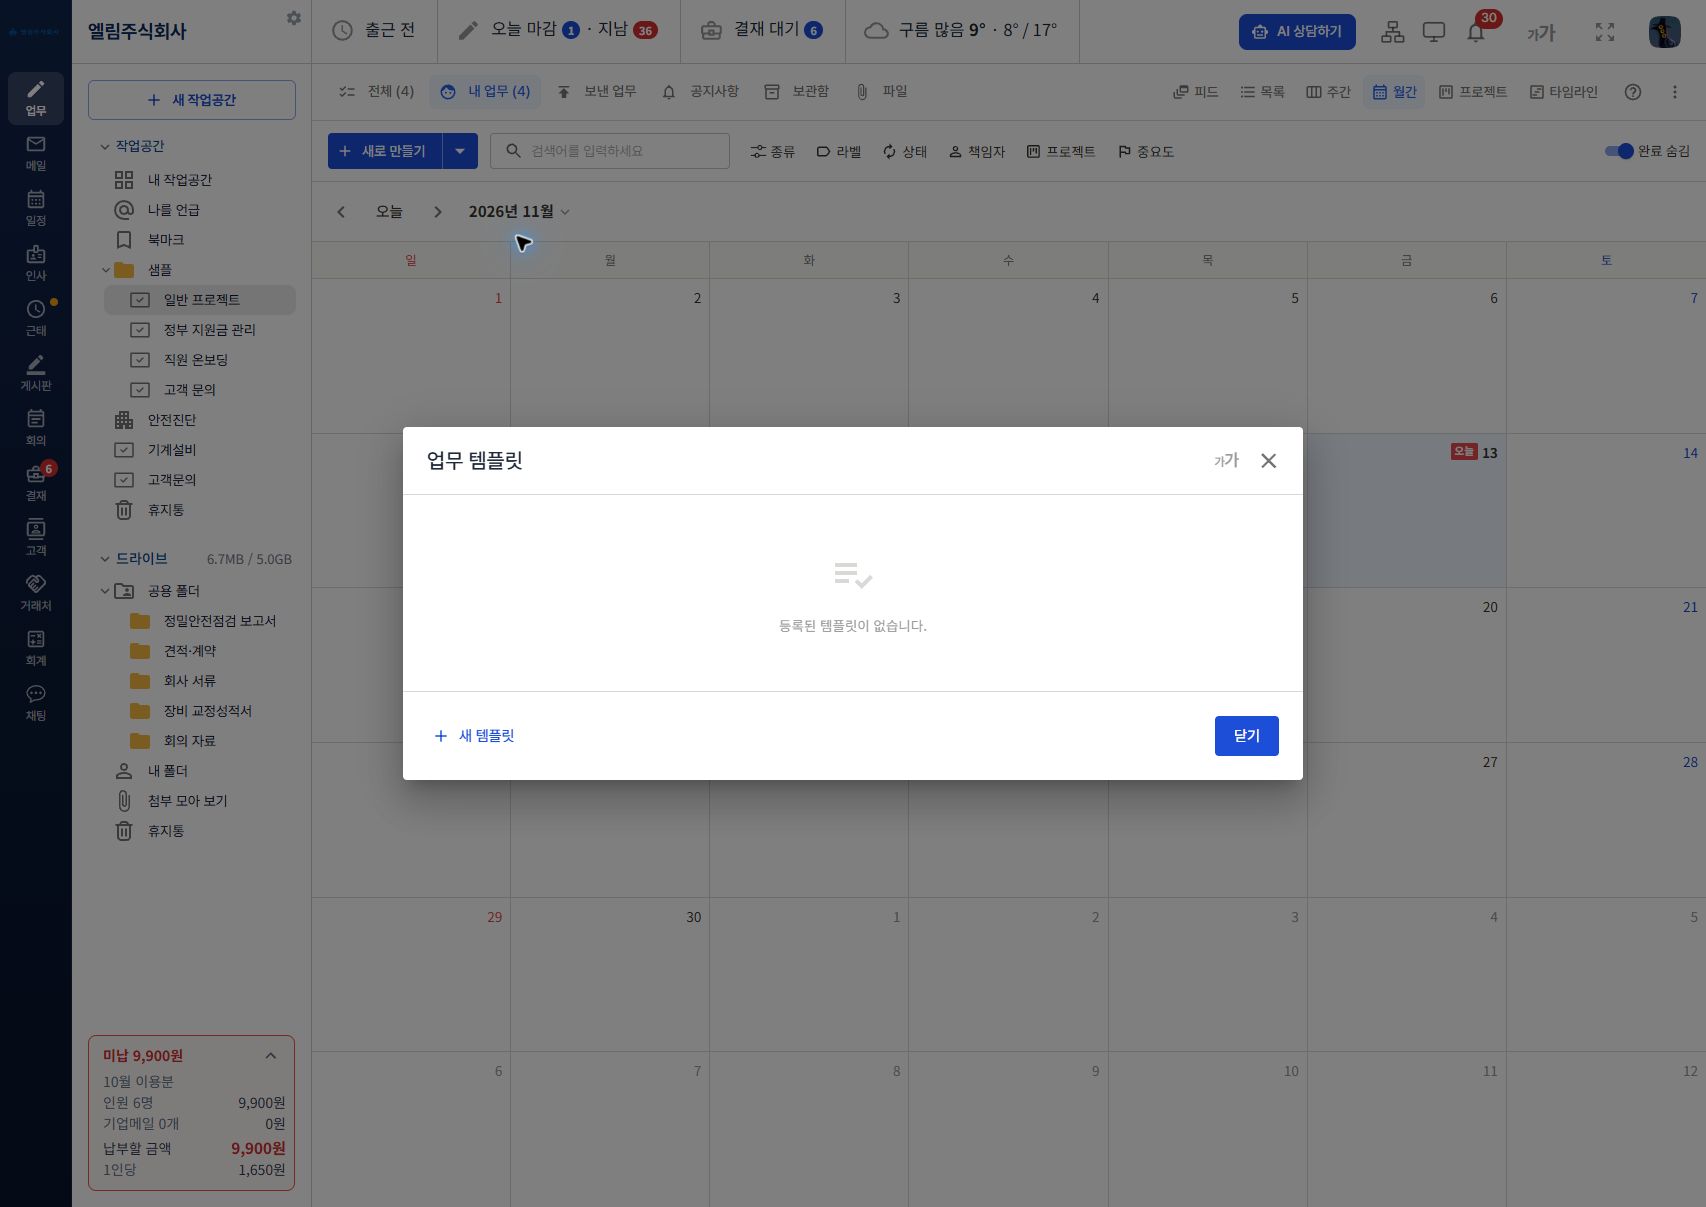 엘림주식회사
출근 전
오늘 마감 1 · 지남 36
결재 대기 6
구름 많음 9° · 8° / 17°
AI 상담하기
30
가가
업무
메일
일정
인사
근태
게시판
회의
6
결재
고객
거래처
회계
채팅
+ 새 작업공간
작업공간
내 작업공간
나를 언급
북마크
샘플
일반 프로젝트
정부 지원금 관리
직원 온보딩
고객 문의
안전진단
기계설비
고객문의
휴지통
드라이브 6.7MB / 5.0GB
공용 폴더
정밀안전점검 보고서
견적·계약
회사 서류
장비 교정성적서
회의 자료
내 폴더
첨부 모아 보기
휴지통
미납 9,900원
10월 이용분
인원 6명 9,900원
기업메일 0개 0원
납부할 금액 9,900원
1인당 1,650원
전체 (4) 내 업무 (4) 보낸 업무 공지사항 보관함 파일
피드 목록 주간 월간 프로젝트 타임라인
+ 새로 만들기
검색어를 입력하세요
종류 라벨 상태 책임자 프로젝트 중요도
완료 숨김
오늘 2026년 11월
일 월 화 수 목 금 토
1 2 3 4 5 6 7
오늘 13 14
20 21
27 28
29 30 1 2 3 4 5
6 7 8 9 10 11 12
업무 템플릿
가가
등록된 템플릿이 없습니다.
+ 새 템플릿
닫기